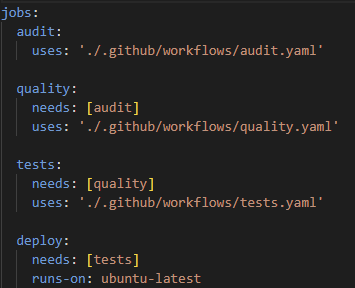 jobs:
  audit:
    uses: './.github/workflows/audit.yaml'

  quality:
    needs: [audit]
    uses: './.github/workflows/quality.yaml'

  tests:
    needs: [quality]
    uses: './.github/workflows/tests.yaml'

  deploy:
    needs: [tests]
    runs-on: ubuntu-latest